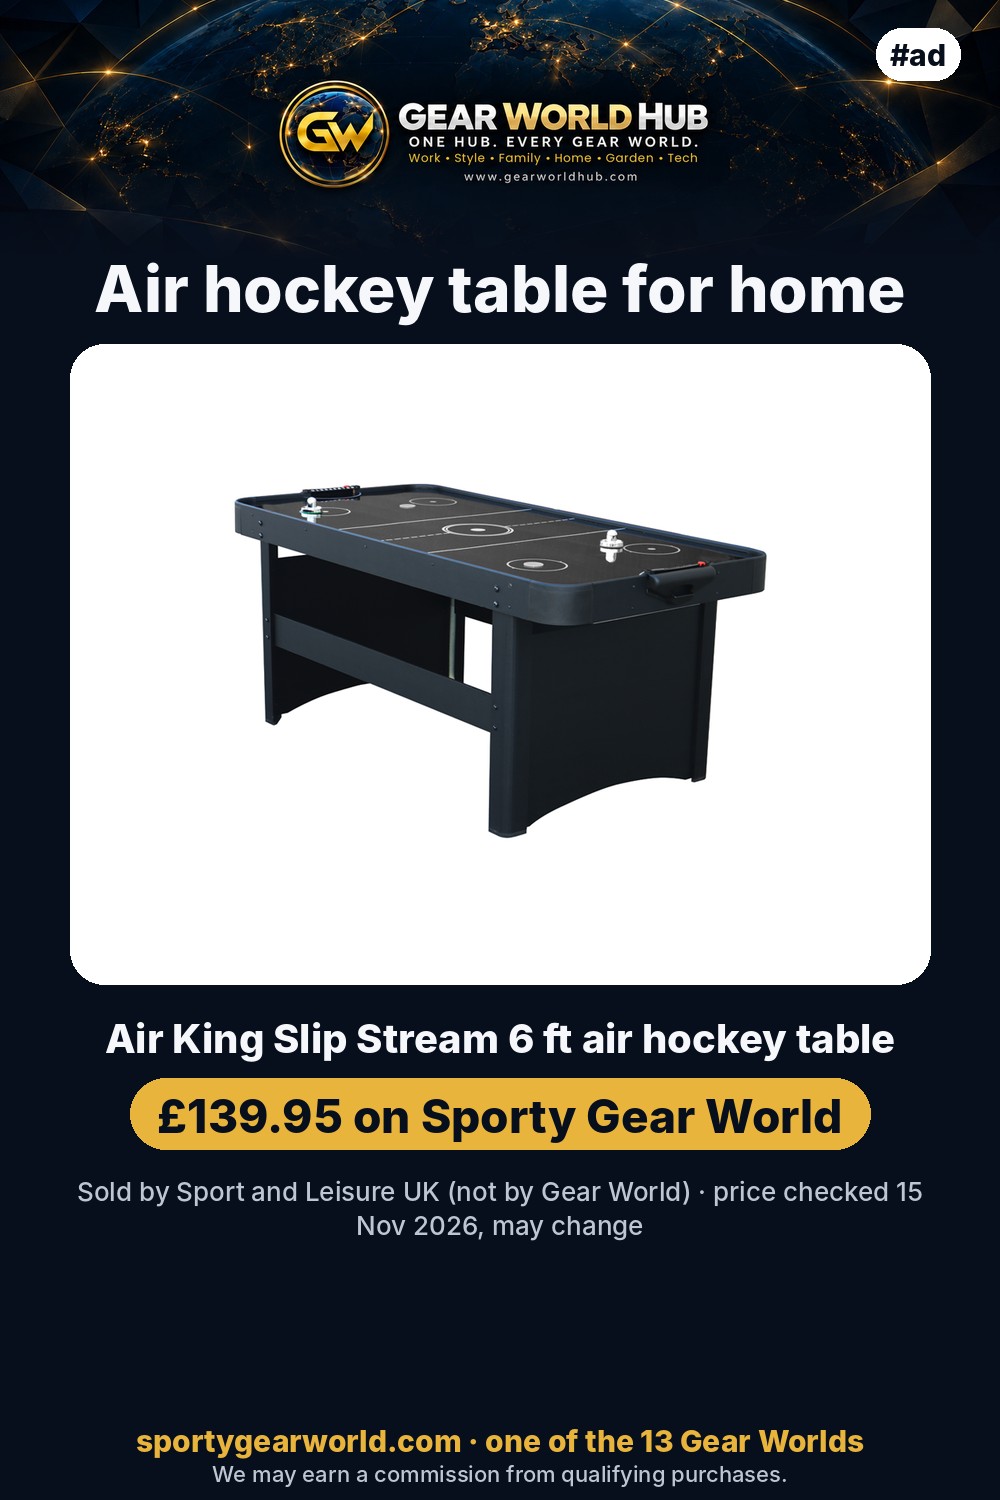 #ad
GW
GEAR WORLD HUB
ONE HUB. EVERY GEAR WORLD.
Work • Style • Family • Home • Garden • Tech
www.gearworldhub.com
Air hockey table for home
Air King Slip Stream 6 ft air hockey table
£139.95 on Sporty Gear World
Sold by Sport and Leisure UK (not by Gear World) · price checked 15
Nov 2026, may change
sportygearworld.com · one of the 13 Gear Worlds
We may earn a commission from qualifying purchases.